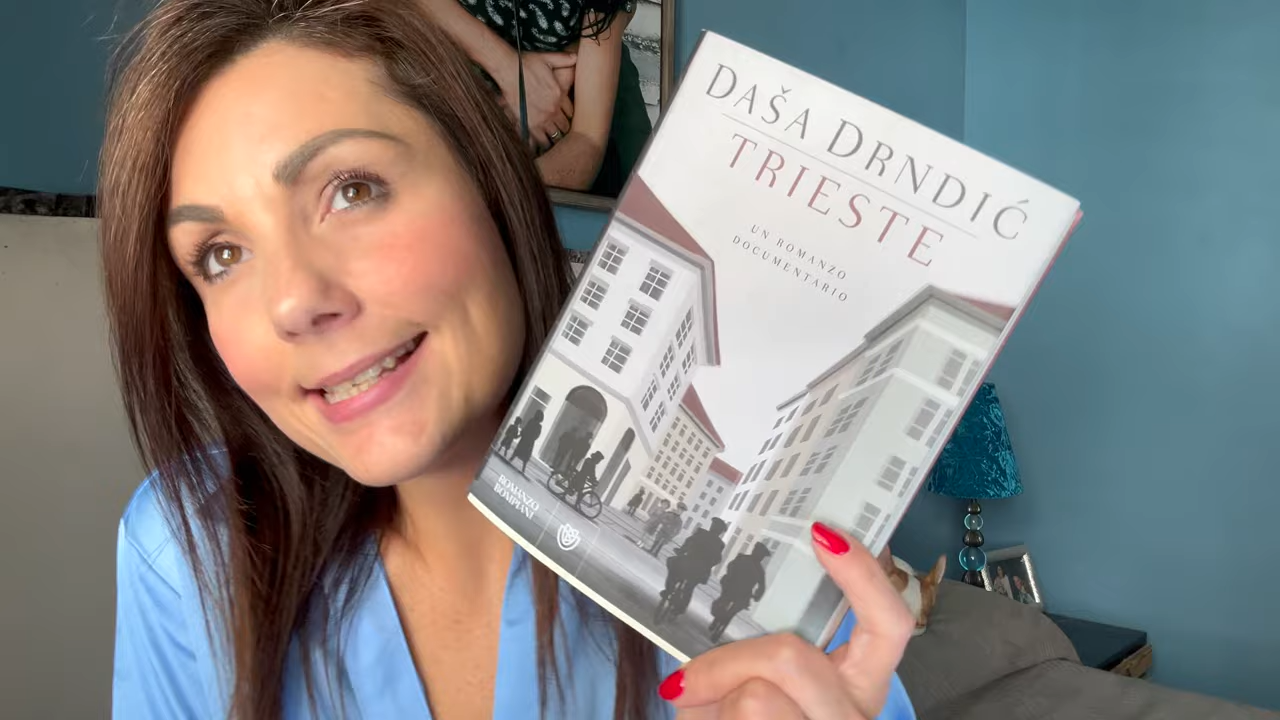 DAŠA DRNDIĆ
TRIESTE
UN ROMANZO
DOCUMENTARIO
ROMANZO
BOMPIANI